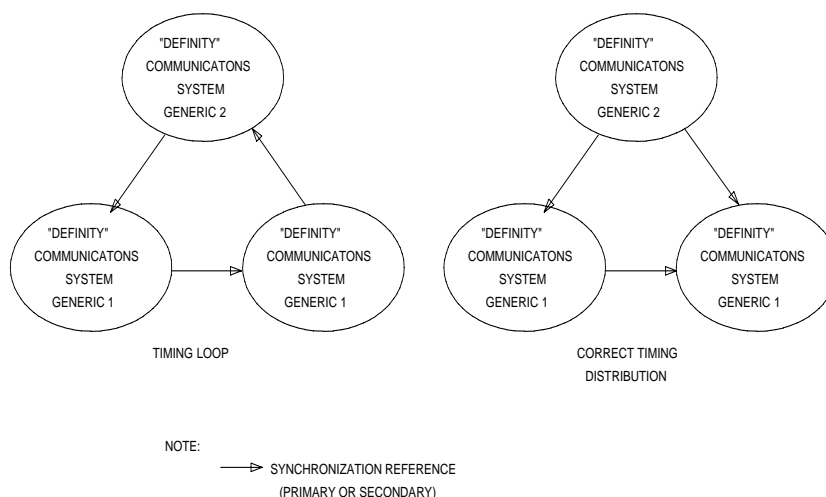 "DEFINITY"
COMMUNICATONS
SYSTEM
GENERIC 2
"DEFINITY"
COMMUNICATONS
SYSTEM
GENERIC 1
"DEFINITY"
COMMUNICATONS
SYSTEM
GENERIC 1
TIMING LOOP
"DEFINITY"
COMMUNICATONS
SYSTEM
GENERIC 2
"DEFINITY"
COMMUNICATONS
SYSTEM
GENERIC 1
"DEFINITY"
COMMUNICATONS
SYSTEM
GENERIC 1
CORRECT TIMING
DISTRIBUTION
NOTE:
SYNCHRONIZATION REFERENCE
(PRIMARY OR SECONDARY)